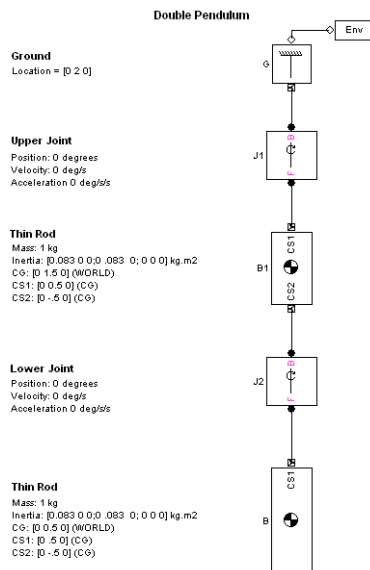 Double Pendulum
Env
Ground
Location = [0 2 0]
G
Upper Joint
Position: 0 degrees
Velocity: 0 deg/s
Acceleration 0 deg/s/s
B
J1
F
Thin Rod
Mass: 1 kg
Inertia: [0.083 0 0;0 .083 0; 0 0 0] kg.m2
CG: [0 1.5 0] (WORLD)
CS1: [0 0.5 0] (CG)
CS2: [0 -.5 0] (CG)
CS1
B1
CS2
Lower Joint
Position: 0 degrees
Velocity: 0 deg/s
Acceleration 0 deg/s/s
B
J2
F
Thin Rod
Mass: 1 kg
Inertia: [0.083 0 0;0 .083 0; 0 0 0] kg.m2
CG: [0 0.5 0] (WORLD)
CS1: [0 .5 0] (CG)
CS2: [0 -.5 0] (CG)
CS1
B